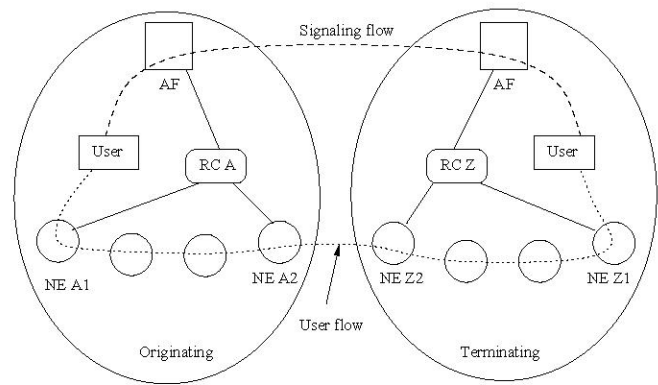 Signaling flow
AF
AF
User
RC A
RC Z
User
NE A1
NE A2
NE Z2
NE Z1
User flow
Originating
Terminating